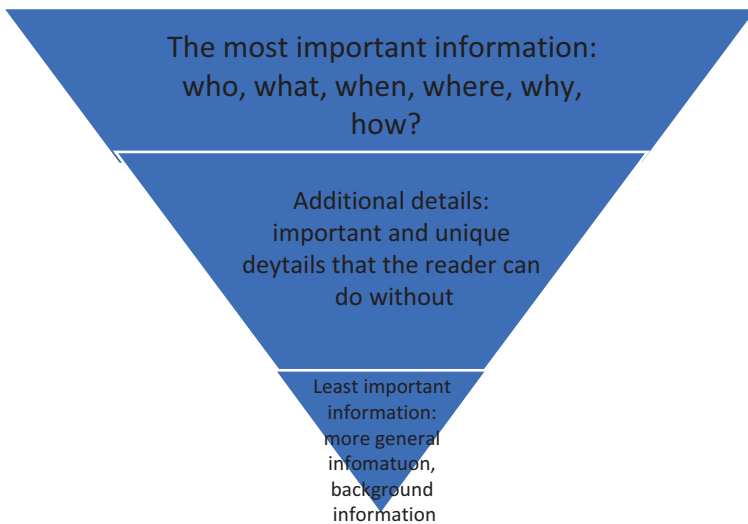 The most important information:
who, what, when, where, why,
how?
Additional details:
important and unique
deytails that the reader can
do without
Least important
information:
more general
infomatuon,
background
information